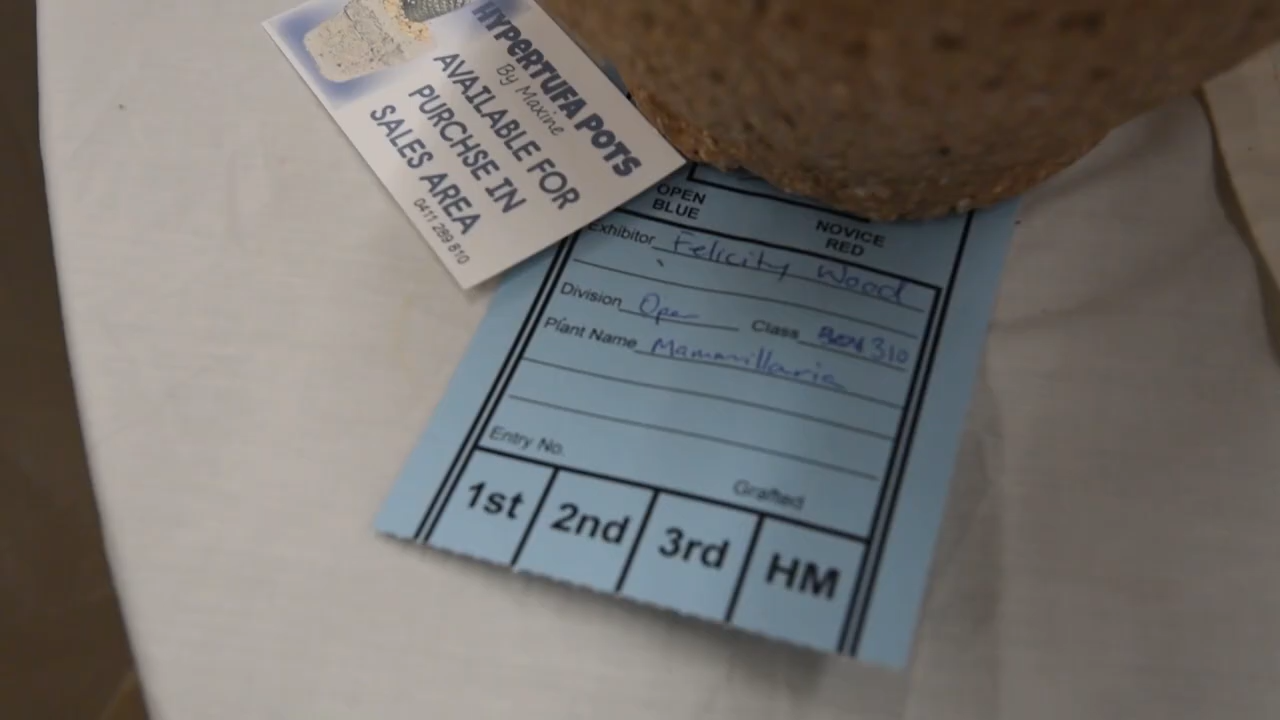 HYPERTUFA POTS
By Maxine
AVAILABLE FOR
PURCHSE IN
SALES AREA
0411 289 810
OPEN
BLUE
NOVICE
RED
Exhibitor Felicity Wood
Division Open Class 310
Plant Name Mammillaria
Entry No.
Grafted
1st 2nd 3rd HM